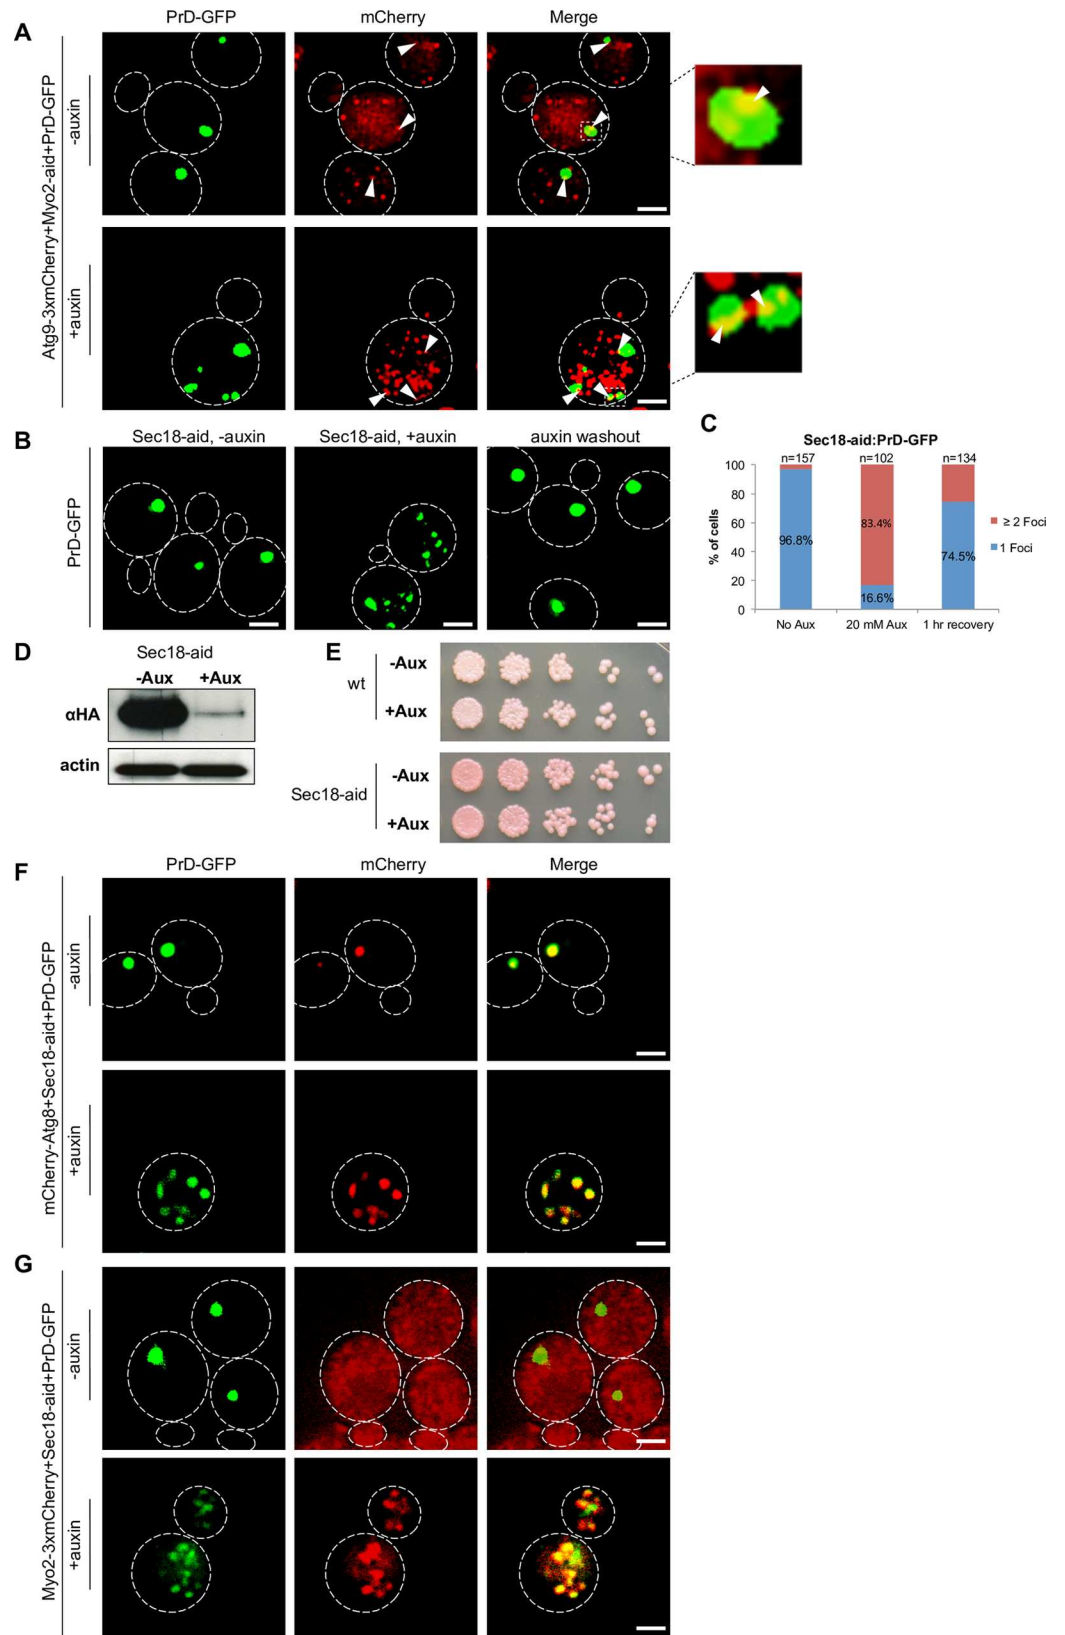 PrD-GFP mCherry Merge
A
Atg9-3xmCherry+Myo2-aid+PrD-GFP
-auxin
+auxin
B
Sec18-aid, -auxin Sec18-aid, +auxin auxin washout
PrD-GFP
C
Sec18-aid:PrD-GFP
n=157 n=102 n=134
% of cells
100
80
60
40
20
0
96.8%
83.4%
16.6%
74.5%
≥ 2 Foci
1 Foci
No Aux 20 mM Aux 1 hr recovery
D
Sec18-aid
-Aux +Aux
αHA
actin
E
wt
-Aux
+Aux
Sec18-aid
-Aux
+Aux
F
PrD-GFP mCherry Merge
mCherry-Atg8+Sec18-aid+PrD-GFP
-auxin
+auxin
G
Myo2-3xmCherry+Sec18-aid+PrD-GFP
-auxin
+auxin